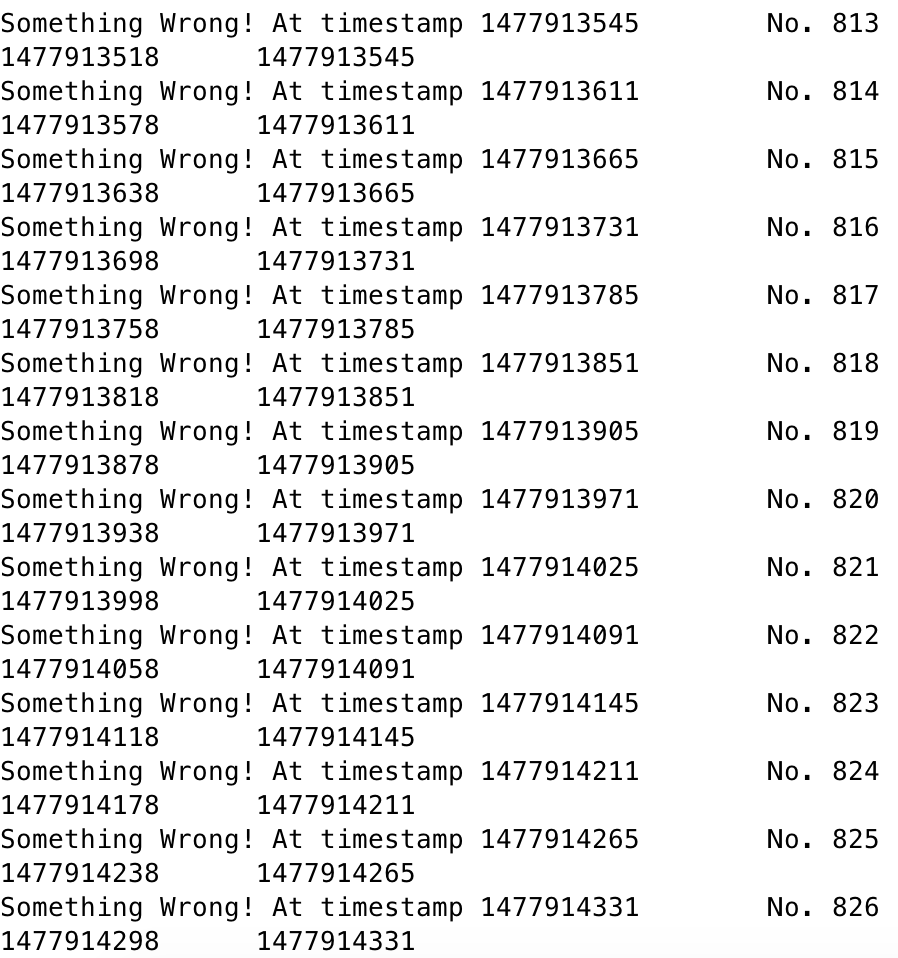 Something Wrong! At timestamp 1477913545 No. 813
1477913518 1477913545
Something Wrong! At timestamp 1477913611 No. 814
1477913578 1477913611
Something Wrong! At timestamp 1477913665 No. 815
1477913638 1477913665
Something Wrong! At timestamp 1477913731 No. 816
1477913698 1477913731
Something Wrong! At timestamp 1477913785 No. 817
1477913758 1477913785
Something Wrong! At timestamp 1477913851 No. 818
1477913818 1477913851
Something Wrong! At timestamp 1477913905 No. 819
1477913878 1477913905
Something Wrong! At timestamp 1477913971 No. 820
1477913938 1477913971
Something Wrong! At timestamp 1477914025 No. 821
1477913998 1477914025
Something Wrong! At timestamp 1477914091 No. 822
1477914058 1477914091
Something Wrong! At timestamp 1477914145 No. 823
1477914118 1477914145
Something Wrong! At timestamp 1477914211 No. 824
1477914178 1477914211
Something Wrong! At timestamp 1477914265 No. 825
1477914238 1477914265
Something Wrong! At timestamp 1477914331 No. 826
1477914298 1477914331